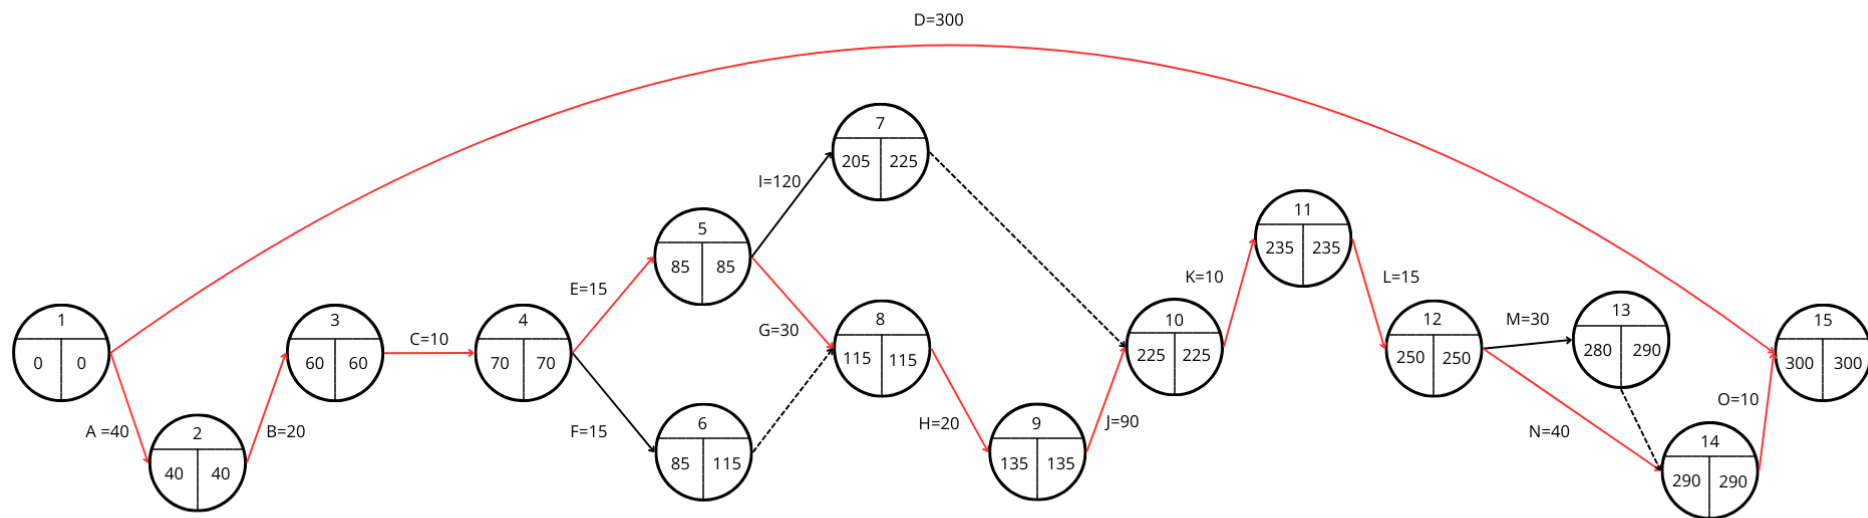 D=300
7
205 225
I=120
11
235 235
5
85 85
K=10
L=15
E=15
13
280 290
M=30
10
225 225
12
250 250
1
0 0
3
60 60
C=10
4
70 70
G=30
8
115 115
15
300 300
O=10
A =40
B=20
2
40 40
F=15
6
85 115
H=20
9
135 135
J=90
N=40
14
290 290